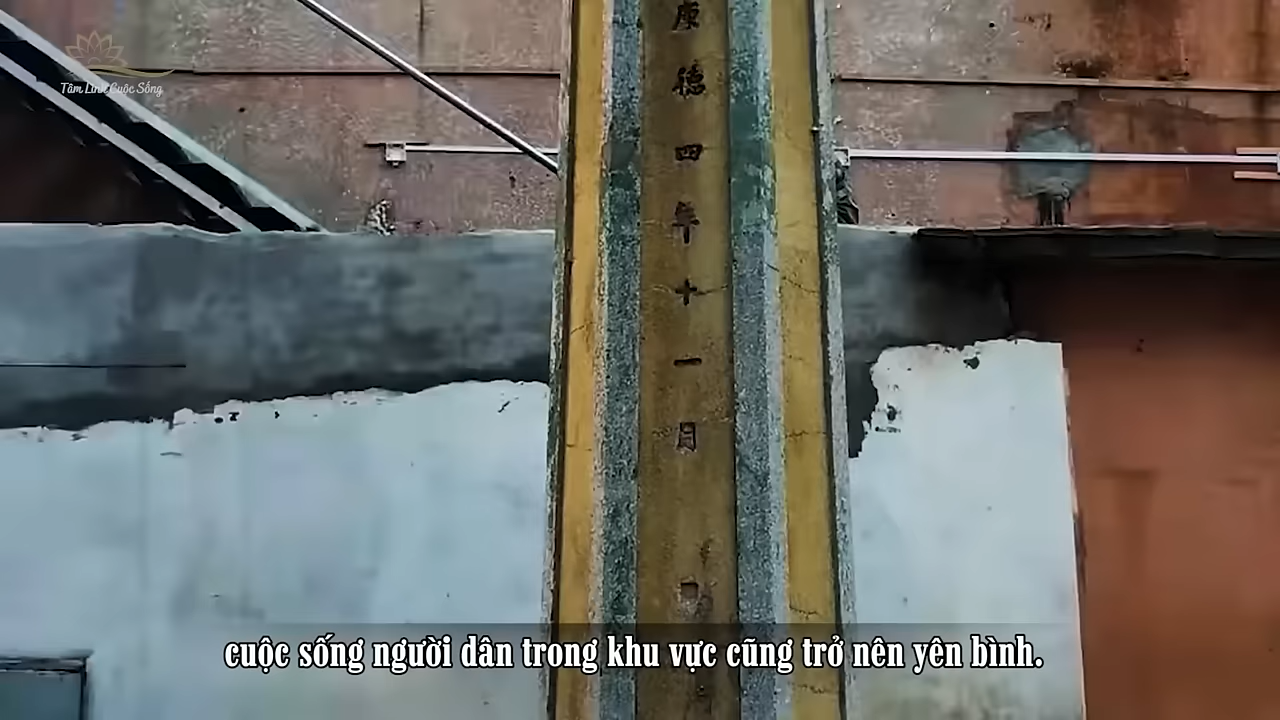 Tâm Linh Cuộc Sống
康德四年十一月
cuộc sống người dân trong khu vực cũng trở nên yên bình.